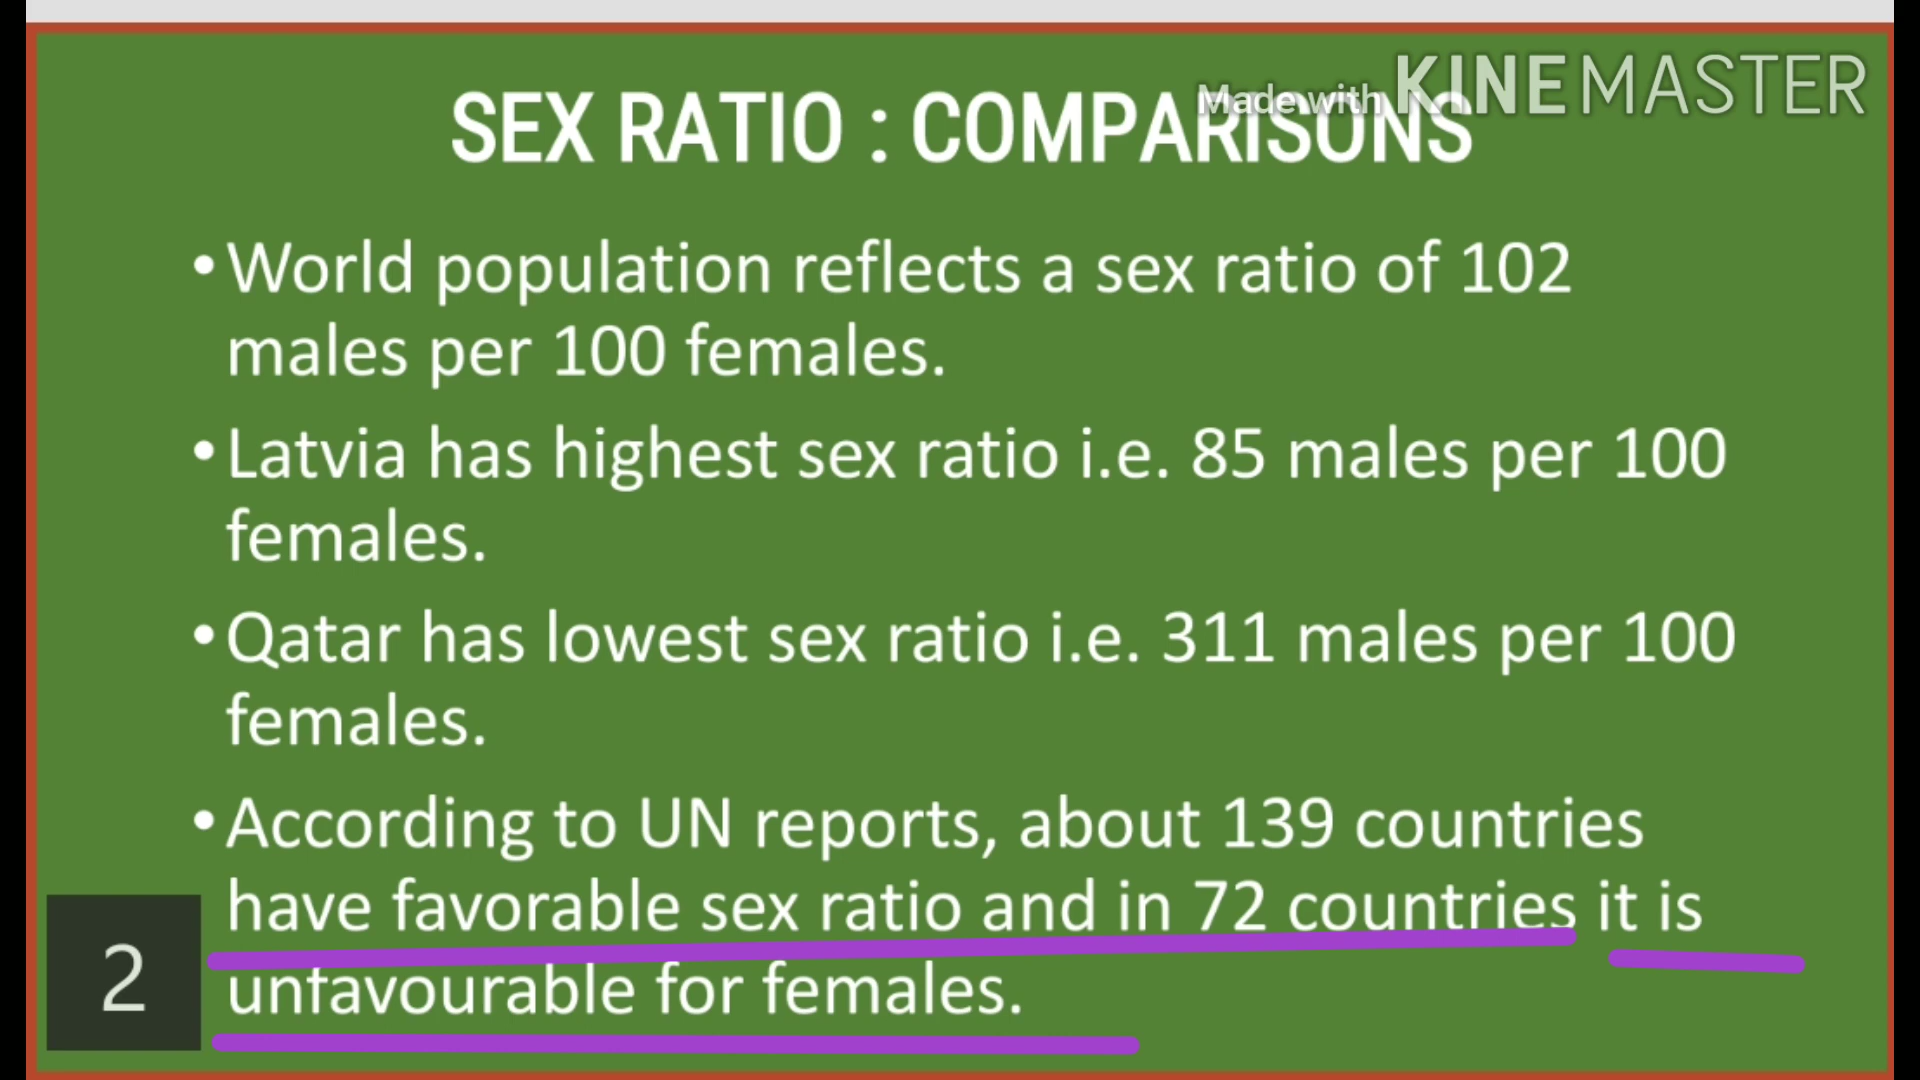 Made with KINEMASTER
SEX RATIO : COMPARISONS
•World population reflects a sex ratio of 102
males per 100 females.
•Latvia has highest sex ratio i.e. 85 males per 100
females.
•Qatar has lowest sex ratio i.e. 311 males per 100
females.
•According to UN reports, about 139 countries
have favorable sex ratio and in 72 countries it is
unfavourable for females.
2